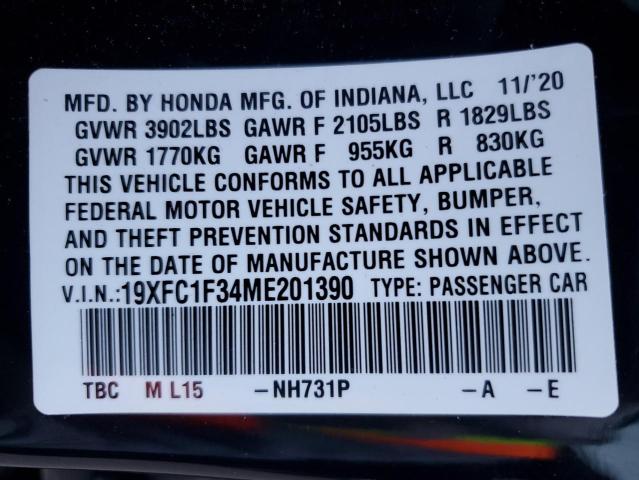 MFD. BY HONDA MFG. OF INDIANA, LLC 11/'20
GVWR 3902LBS GAWR F 2105LBS R 1829LBS
GVWR 1770KG GAWR F 955KG R 830KG
THIS VEHICLE CONFORMS TO ALL APPLICABLE
FEDERAL MOTOR VEHICLE SAFETY, BUMPER,
AND THEFT PREVENTION STANDARDS IN EFFECT
ON THE DATE OF MANUFACTURE SHOWN ABOVE.
V.I.N.:19XFC1F34ME201390 TYPE: PASSENGER CAR
TBC M L15 -NH731P -A -E